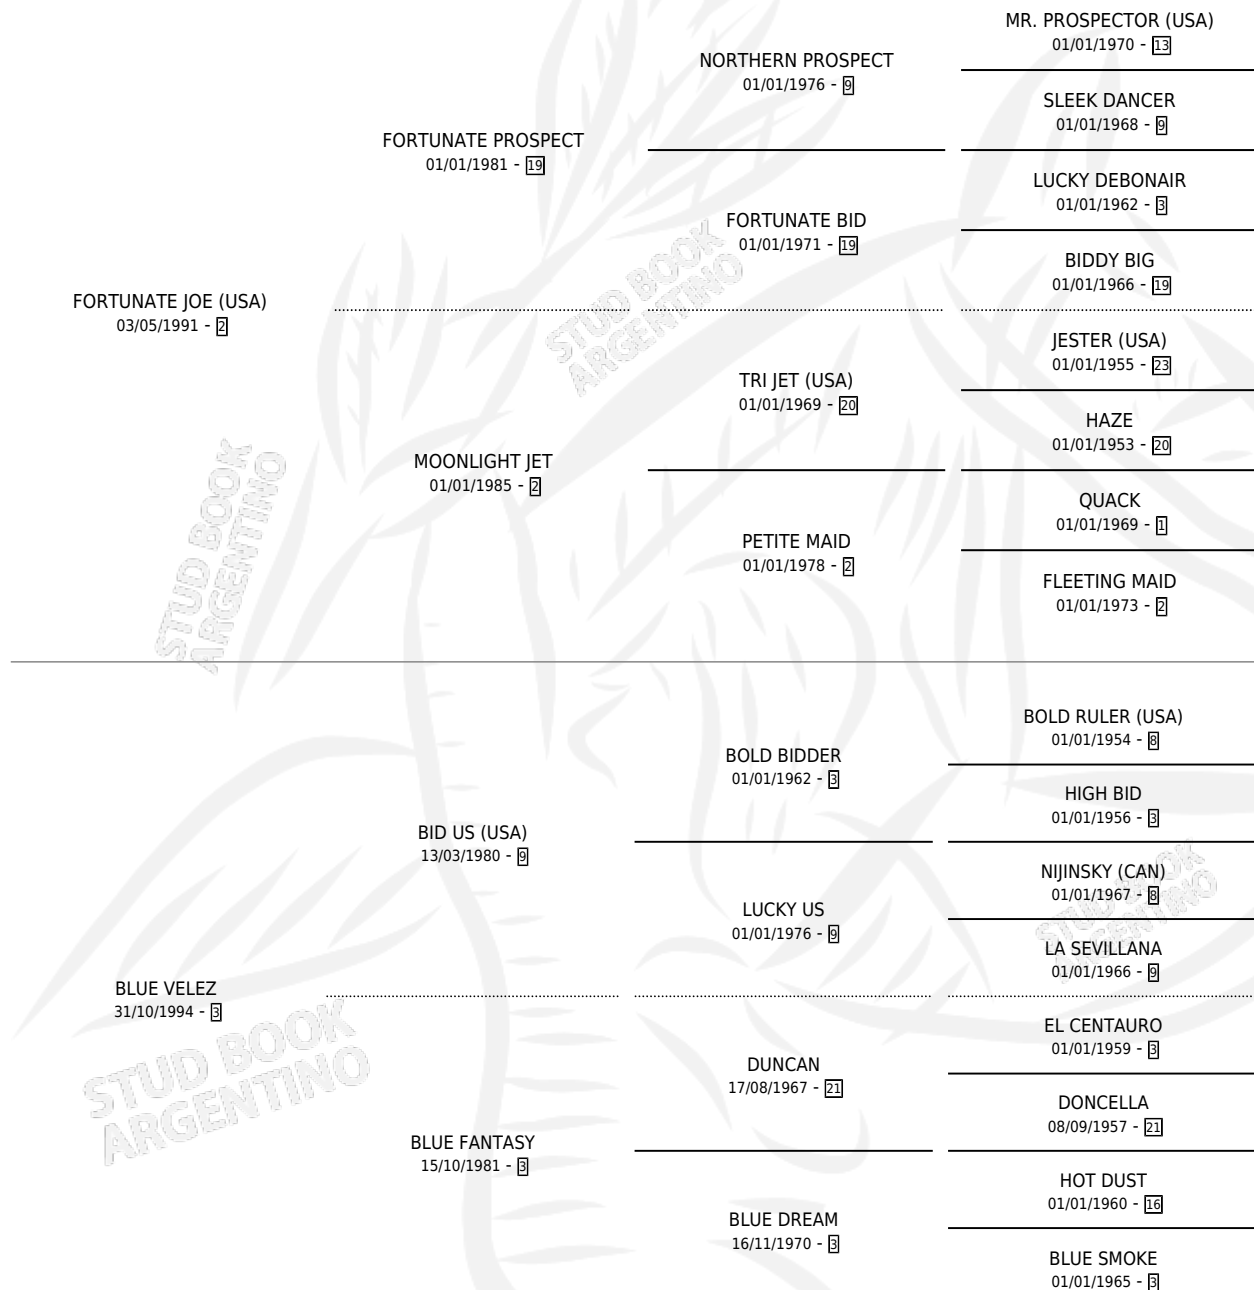 MR. PROSPECTOR (USA)
01/01/1970 - 13
NORTHERN PROSPECT
01/01/1976 - 9
SLEEK DANCER
01/01/1968 - 9
FORTUNATE PROSPECT
01/01/1981 - 19
LUCKY DEBONAIR
01/01/1962 - 3
FORTUNATE BID
01/01/1971 - 19
BIDDY BIG
01/01/1966 - 19
FORTUNATE JOE (USA)
03/05/1991 - 2
STUD BOOK
ARGENTINO
JESTER (USA)
01/01/1955 - 23
TRI JET (USA)
01/01/1969 - 20
HAZE
01/01/1953 - 20
MOONLIGHT JET
01/01/1985 - 2
QUACK
01/01/1969 - 1
PETITE MAID
01/01/1978 - 2
FLEETING MAID
01/01/1973 - 2
STUD BOOK
ARGENTINO
BOLD RULER (USA)
01/01/1954 - 8
BOLD BIDDER
01/01/1962 - 3
HIGH BID
01/01/1956 - 3
BID US (USA)
13/03/1980 - 9
NIJINSKY (CAN)
01/01/1967 - 8
LUCKY US
01/01/1976 - 9
LA SEVILLANA
01/01/1966 - 9
STUD BOOK
ARGENTINO
BLUE VELEZ
31/10/1994 - 3
EL CENTAURO
01/01/1959 - 3
DUNCAN
17/08/1967 - 21
DONCELLA
08/09/1957 - 21
BLUE FANTASY
15/10/1981 - 3
HOT DUST
01/01/1960 - 16
BLUE DREAM
16/11/1970 - 3
BLUE SMOKE
01/01/1965 - 3
STUD BOOK
ARGENTINO